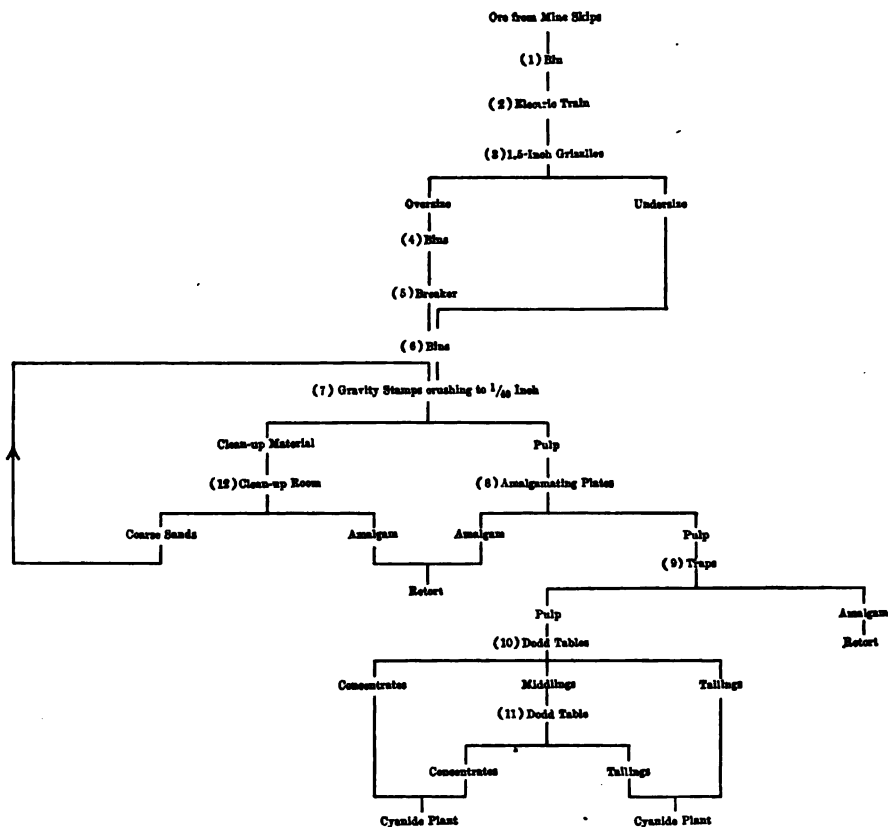 Ore from Mine Skips
(1) Bin
(2) Electric Train
(3) 1.5-Inch Grizzlies
Oversize Undersize
(4) Bins
(5) Breaker
(6) Bins
(7) Gravity Stamps crushing to Inch
Clean-up Material Pulp
(12) Clean-up Room (8) Amalgamating Plates
Coarse Sands Amalgam Amalgam Pulp
(9) Traps
Retort
Pulp Amalgam
(10) Dodd Tables Retort
Concentrates Middlings Tailings
(11) Dodd Table
Concentrates Tailings
Cyanide Plant Cyanide Plant